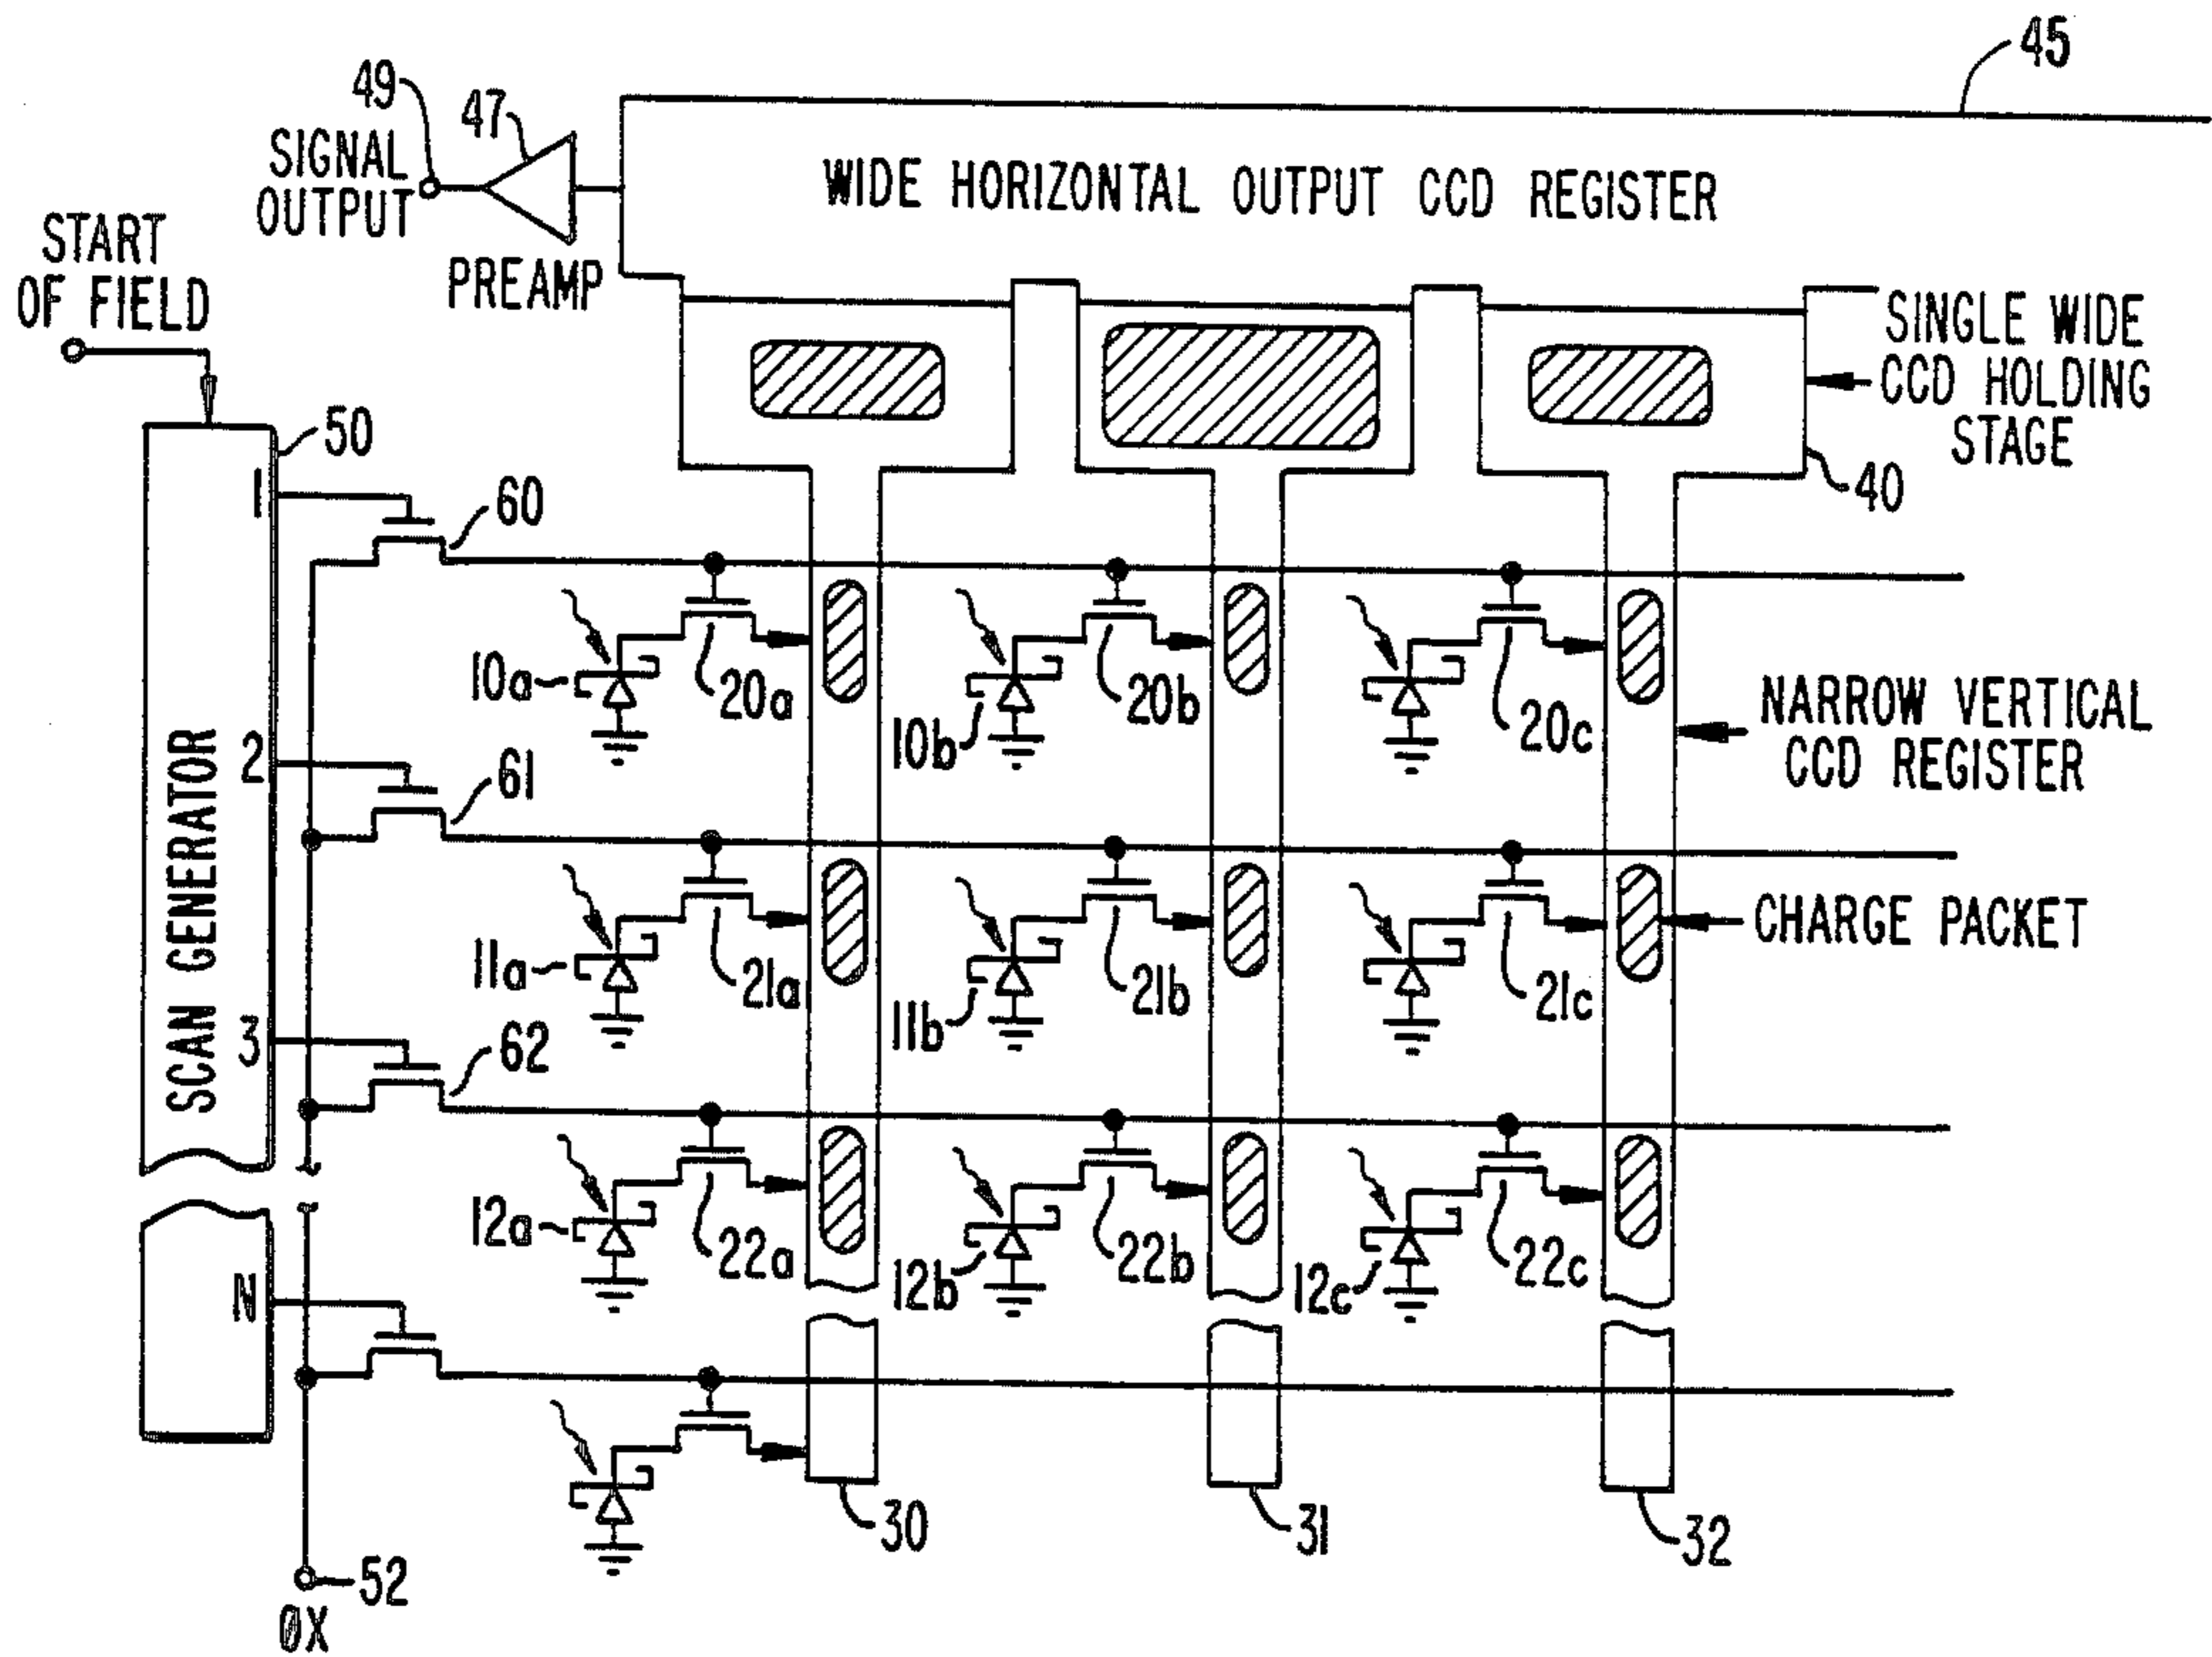 45
49
47
SIGNAL
OUTPUT
WIDE HORIZONTAL OUTPUT CCD REGISTER
START
OF FIELD
PREAMP
SINGLE WIDE
CCD HOLDING
STAGE
40
50
1
60
10a
20a
10b
20b
20c
NARROW VERTICAL
CCD REGISTER
SCAN GENERATOR
2
61
11a
21a
11b
21b
21c
CHARGE PACKET
3
62
12a
22a
12b
22b
12c
22c
N
30
31
32
52
ØX